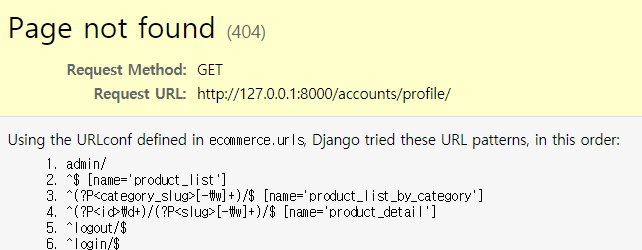 Page not found (404)
Request Method: GET
Request URL: http://127.0.0.1:8000/accounts/profile/
Using the URLconf defined in ecommerce.urls, Django tried these URL patterns, in this order:
1. admin/
2. ^$ [name='product_list']
3. ^(?P<category_slug>[-₩w]+)/$ [name='product_list_by_category']
4. ^(?P<id>₩d+)/(?P<slug>[-₩w]+)/$ [name='product_detail']
5. ^logout/$
6. ^login/$